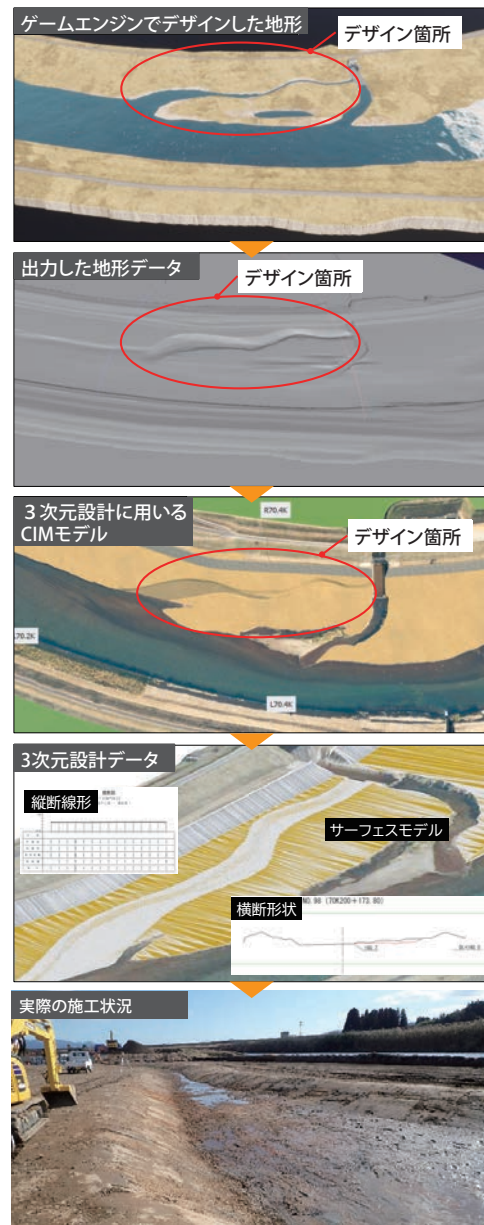 ゲームエンジンでデザインした地形
デザイン箇所
出力した地形データ
デザイン箇所
３次元設計に用いる
CIMモデル
R70.4K
デザイン箇所
L70.2K
L70.4K
3次元設計データ
縦断線形
サーフェスモデル
横断形状
NO.98 (70K200+173.80)
実際の施工状況